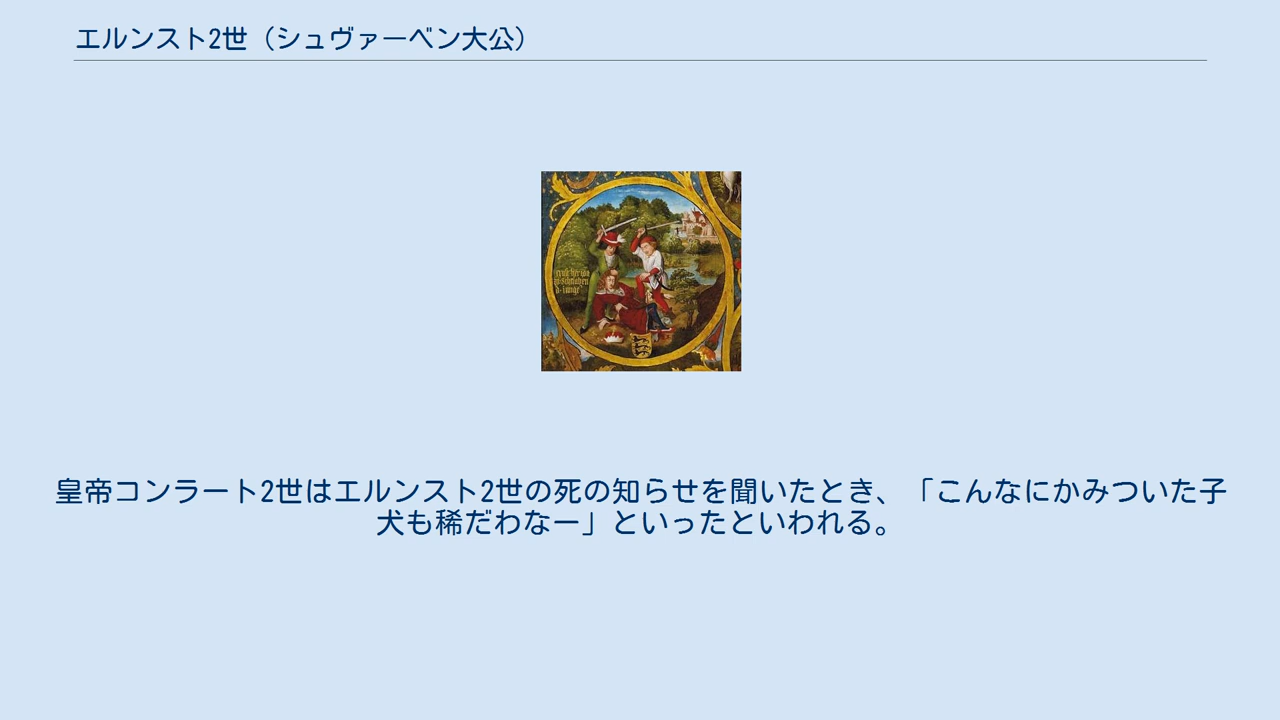 エルンスト2世（シュヴァーベン大公）
皇帝コンラート2世はエルンスト2世の死の知らせを聞いたとき、「こんなにかみついた子
犬も稀だわなー」といったといわれる。